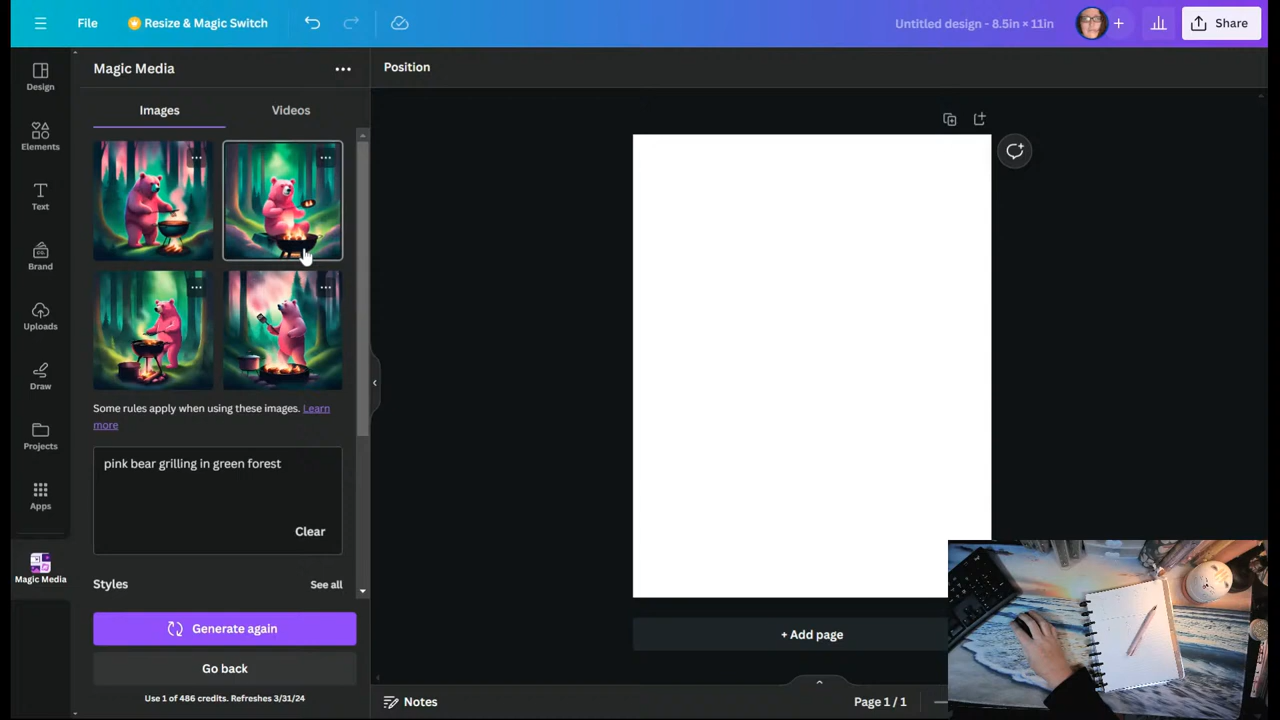 File
Resize & Magic Switch
Untitled design - 8.5in × 11in
Share
Design
Elements
Text
Brand
Uploads
Draw
Projects
Apps
Magic Media
Magic Media
Images
Videos
Some rules apply when using these images. Learn
more
pink bear grilling in green forest
Clear
Styles
See all
Generate again
Go back
Use 1 of 486 credits. Refreshes 3/31/24
Position
+ Add page
Notes
Page 1 / 1